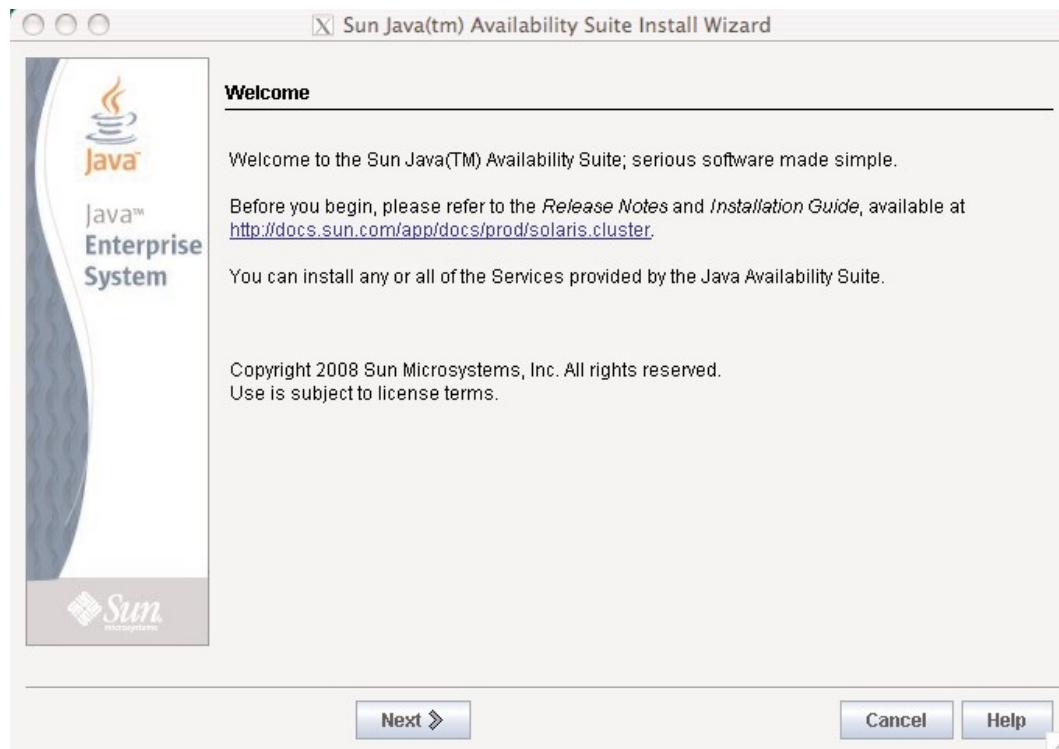 Sun Java(tm) Availability Suite Install Wizard
Java™
Java™
Enterprise
System
Sun
microsystems
Welcome
Welcome to the Sun Java(TM) Availability Suite; serious software made simple.
Before you begin, please refer to the Release Notes and Installation Guide, available at
http://docs.sun.com/app/docs/prod/solaris.cluster.
You can install any or all of the Services provided by the Java Availability Suite.
Copyright 2008 Sun Microsystems, Inc. All rights reserved.
Use is subject to license terms.
Next
Cancel
Help